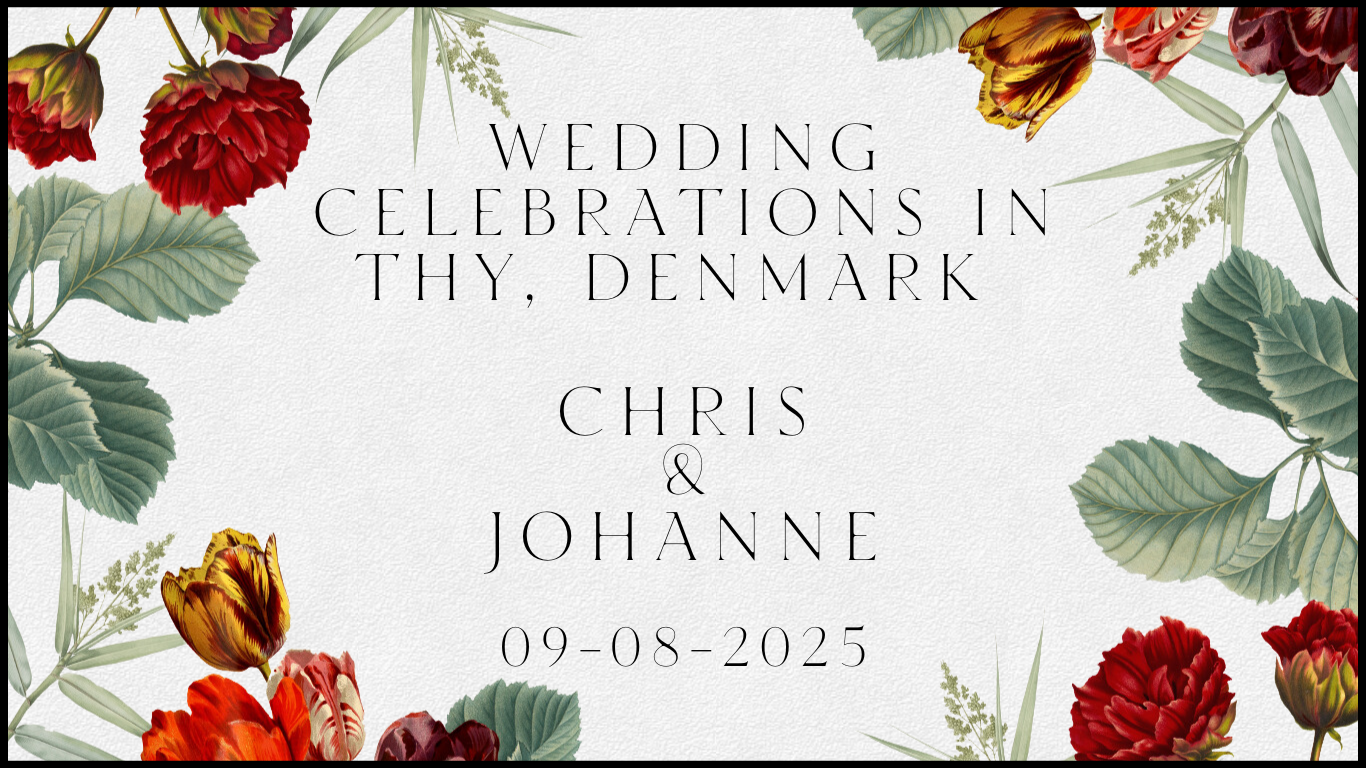 WEDDING
CELEBRATIONS IN
THY, DENMARK
CHRIS
&
JOHANNE
09-08-2025